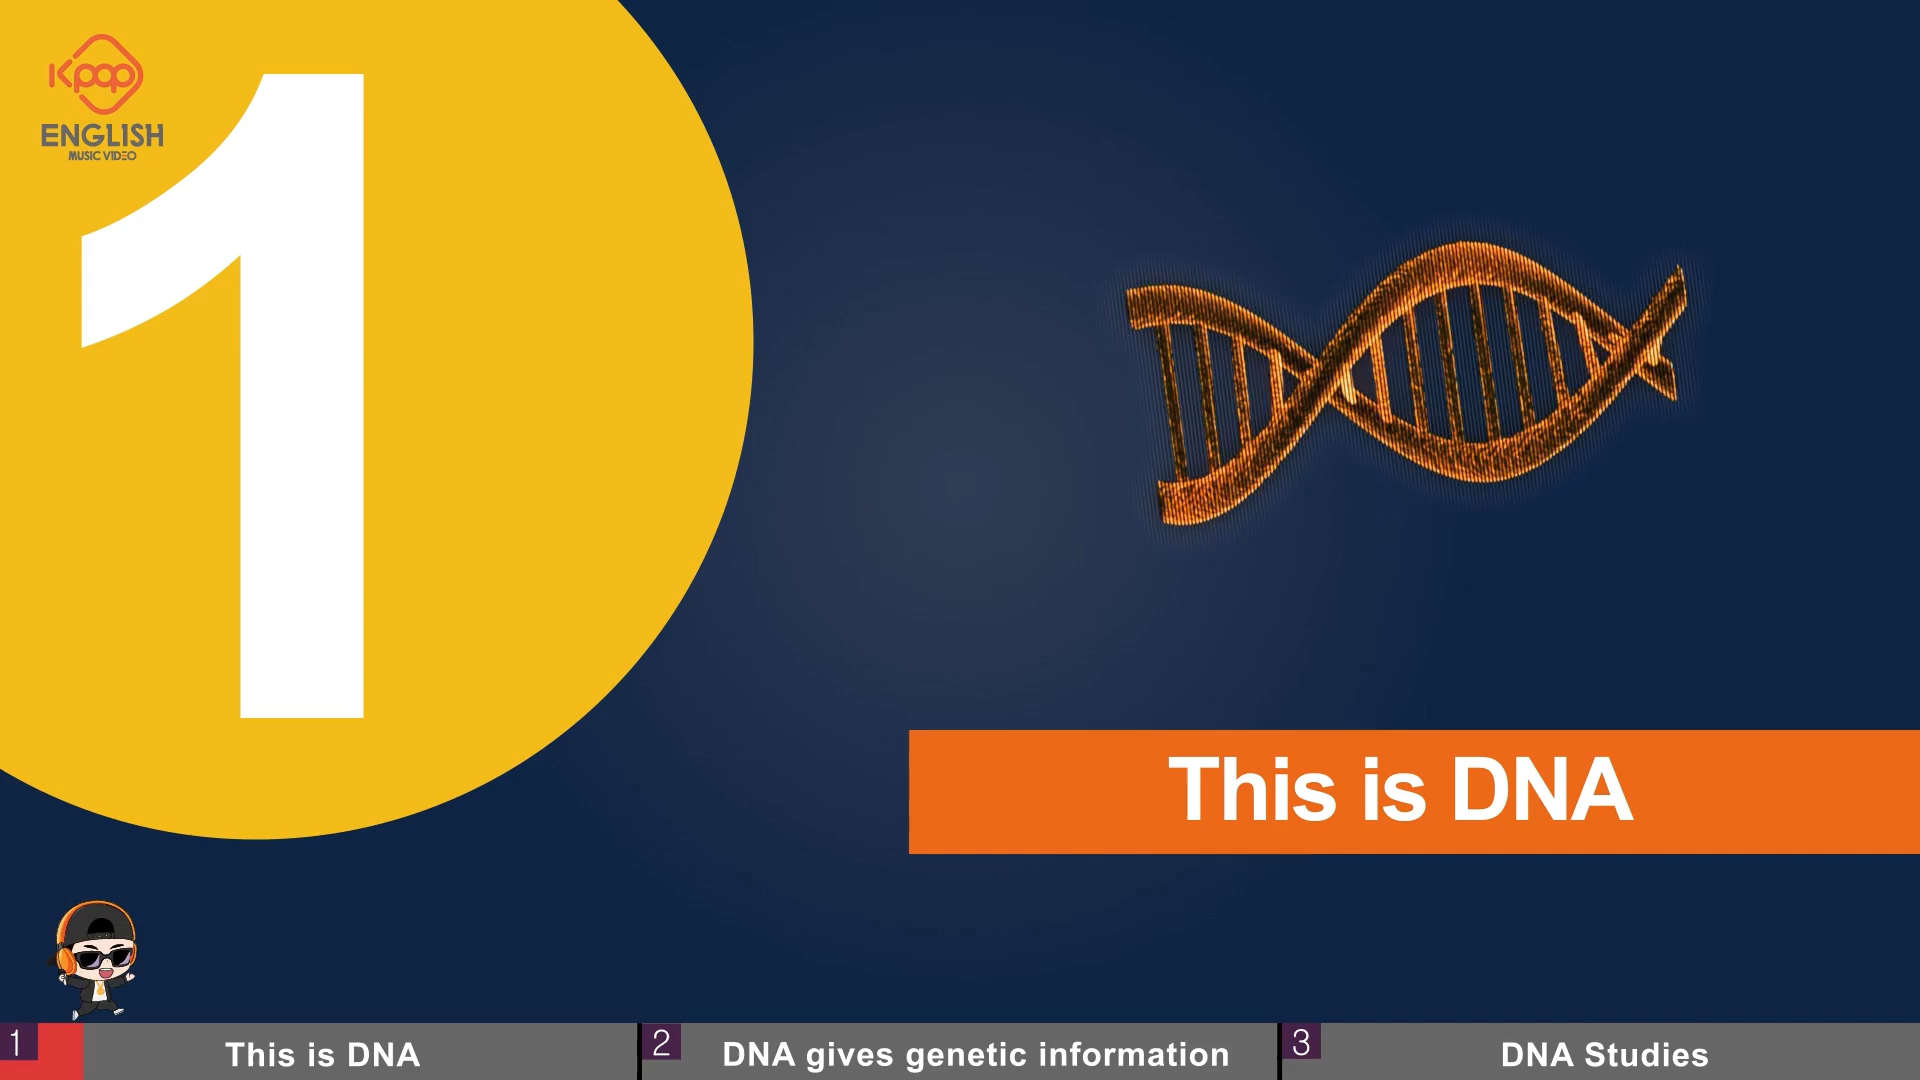 Kpop
ENGLISH
MUSIC VIDEO
1
This is DNA
1
This is DNA
2
DNA gives genetic information
3
DNA Studies